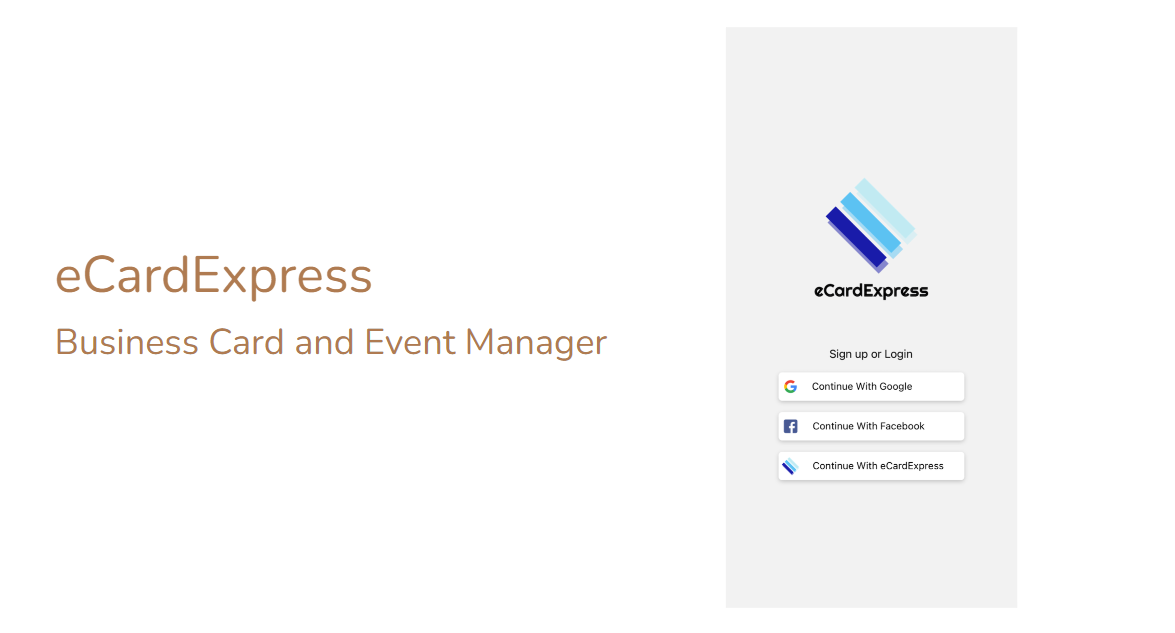 eCardExpress
Business Card and Event Manager
eCardExpress
Sign up or Login
Continue With Google
Continue With Facebook
Continue With eCardExpress